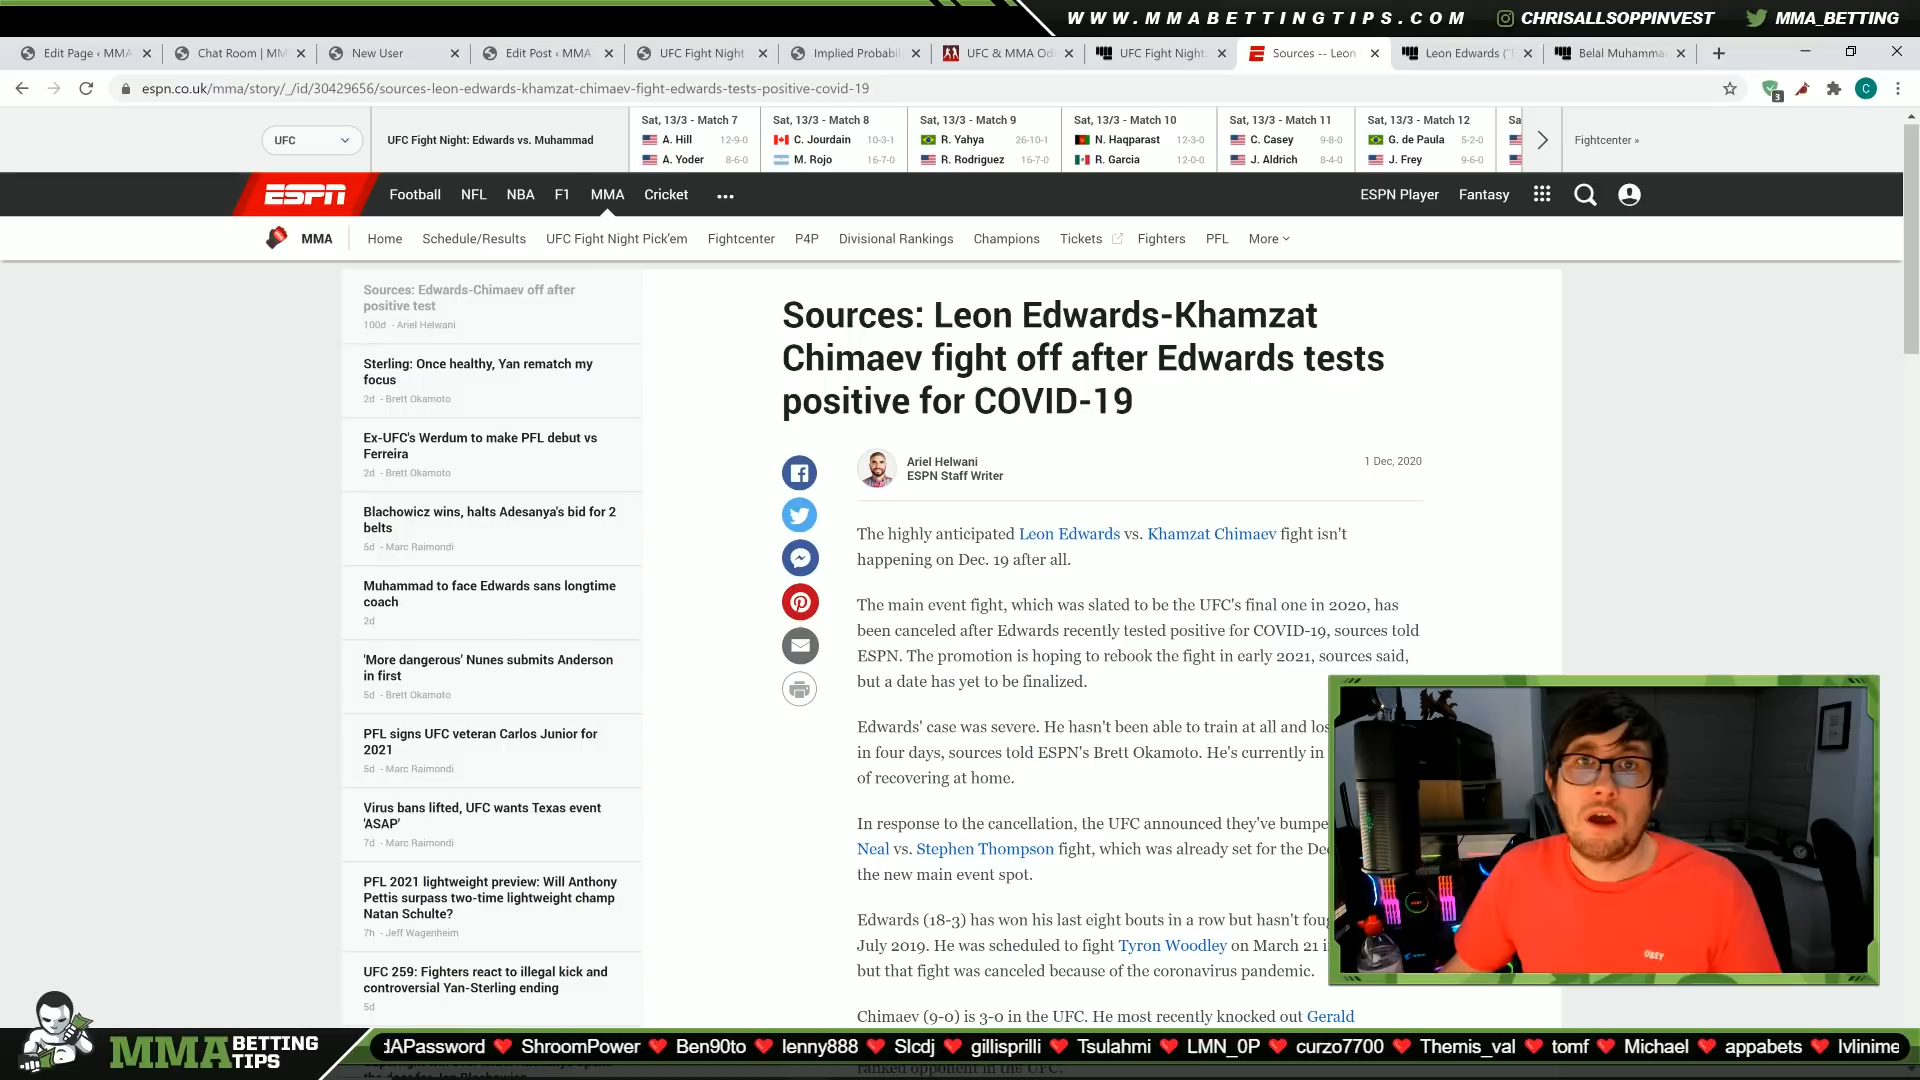 WWW.MMABETTINGTIPS.COM
CHRISALLSOPPINVEST
MMA_BETTING
Edit Page ‹ MMA
Chat Room | MM
New User
Edit Post ‹ MMA
UFC Fight Night
Implied Probabil
UFC & MMA Od
UFC Fight Night:
Sources -- Leon
Leon Edwards ("
Belal Muhamma
espn.co.uk/mma/story/_/id/30429656/sources-leon-edwards-khamzat-chimaev-fight-edwards-tests-positive-covid-19
3
C
UFC
UFC Fight Night: Edwards vs. Muhammad
Sat, 13/3 - Match 7
A. Hill 12-9-0
A. Yoder 8-6-0
Sat, 13/3 - Match 8
C. Jourdain 10-3-1
M. Rojo 16-7-0
Sat, 13/3 - Match 9
R. Yahya 26-10-1
R. Rodriguez 16-7-0
Sat, 13/3 - Match 10
N. Haqparast 12-3-0
R. Garcia 12-0-0
Sat, 13/3 - Match 11
C. Casey 9-8-0
J. Aldrich 8-4-0
Sat, 13/3 - Match 12
G. de Paula 5-2-0
J. Frey 9-6-0
Sa
Fightcenter »
ESPN
Football
NFL
NBA
F1
MMA
Cricket
ESPN Player
Fantasy
MMA
Home
Schedule/Results
UFC Fight Night Pick'em
Fightcenter
P4P
Divisional Rankings
Champions
Tickets
Fighters
PFL
More
Sources: Edwards-Chimaev off after
positive test
100d - Ariel Helwani
Sterling: Once healthy, Yan rematch my
focus
2d - Brett Okamoto
Ex-UFC's Werdum to make PFL debut vs
Ferreira
2d - Brett Okamoto
Blachowicz wins, halts Adesanya's bid for 2
belts
5d - Marc Raimondi
Muhammad to face Edwards sans longtime
coach
2d
'More dangerous' Nunes submits Anderson
in first
5d - Brett Okamoto
PFL signs UFC veteran Carlos Junior for
2021
5d - Marc Raimondi
Virus bans lifted, UFC wants Texas event
'ASAP'
7d - Marc Raimondi
PFL 2021 lightweight preview: Will Anthony
Pettis surpass two-time lightweight champ
Natan Schulte?
7h - Jeff Wagenheim
UFC 259: Fighters react to illegal kick and
controversial Yan-Sterling ending
5d
Sources: Leon Edwards-Khamzat
Chimaev fight off after Edwards tests
positive for COVID-19
Ariel Helwani
ESPN Staff Writer
1 Dec, 2020
The highly anticipated Leon Edwards vs. Khamzat Chimaev fight isn't
happening on Dec. 19 after all.
The main event fight, which was slated to be the UFC's final one in 2020, has
been canceled after Edwards recently tested positive for COVID-19, sources told
ESPN. The promotion is hoping to rebook the fight in early 2021, sources said,
but a date has yet to be finalized.
Edwards' case was severe. He hasn't been able to train at all and los
in four days, sources told ESPN's Brett Okamoto. He's currently in
of recovering at home.
In response to the cancellation, the UFC announced they've bumpe
Neal vs. Stephen Thompson fight, which was already set for the De
the new main event spot.
Edwards (18-3) has won his last eight bouts in a row but hasn't foug
July 2019. He was scheduled to fight Tyron Woodley on March 21 i
but that fight was canceled because of the coronavirus pandemic.
Chimaev (9-0) is 3-0 in the UFC. He most recently knocked out Gerald
ranked opponent in the UFC.
OBEY
MMA BETTING TIPS
dAPassword ShroomPower Ben90to lenny888 Slcdj gillisprilli Tsulahmi LMN_0P curzo7700 Themis_val tomf Michael appabets lvlinime